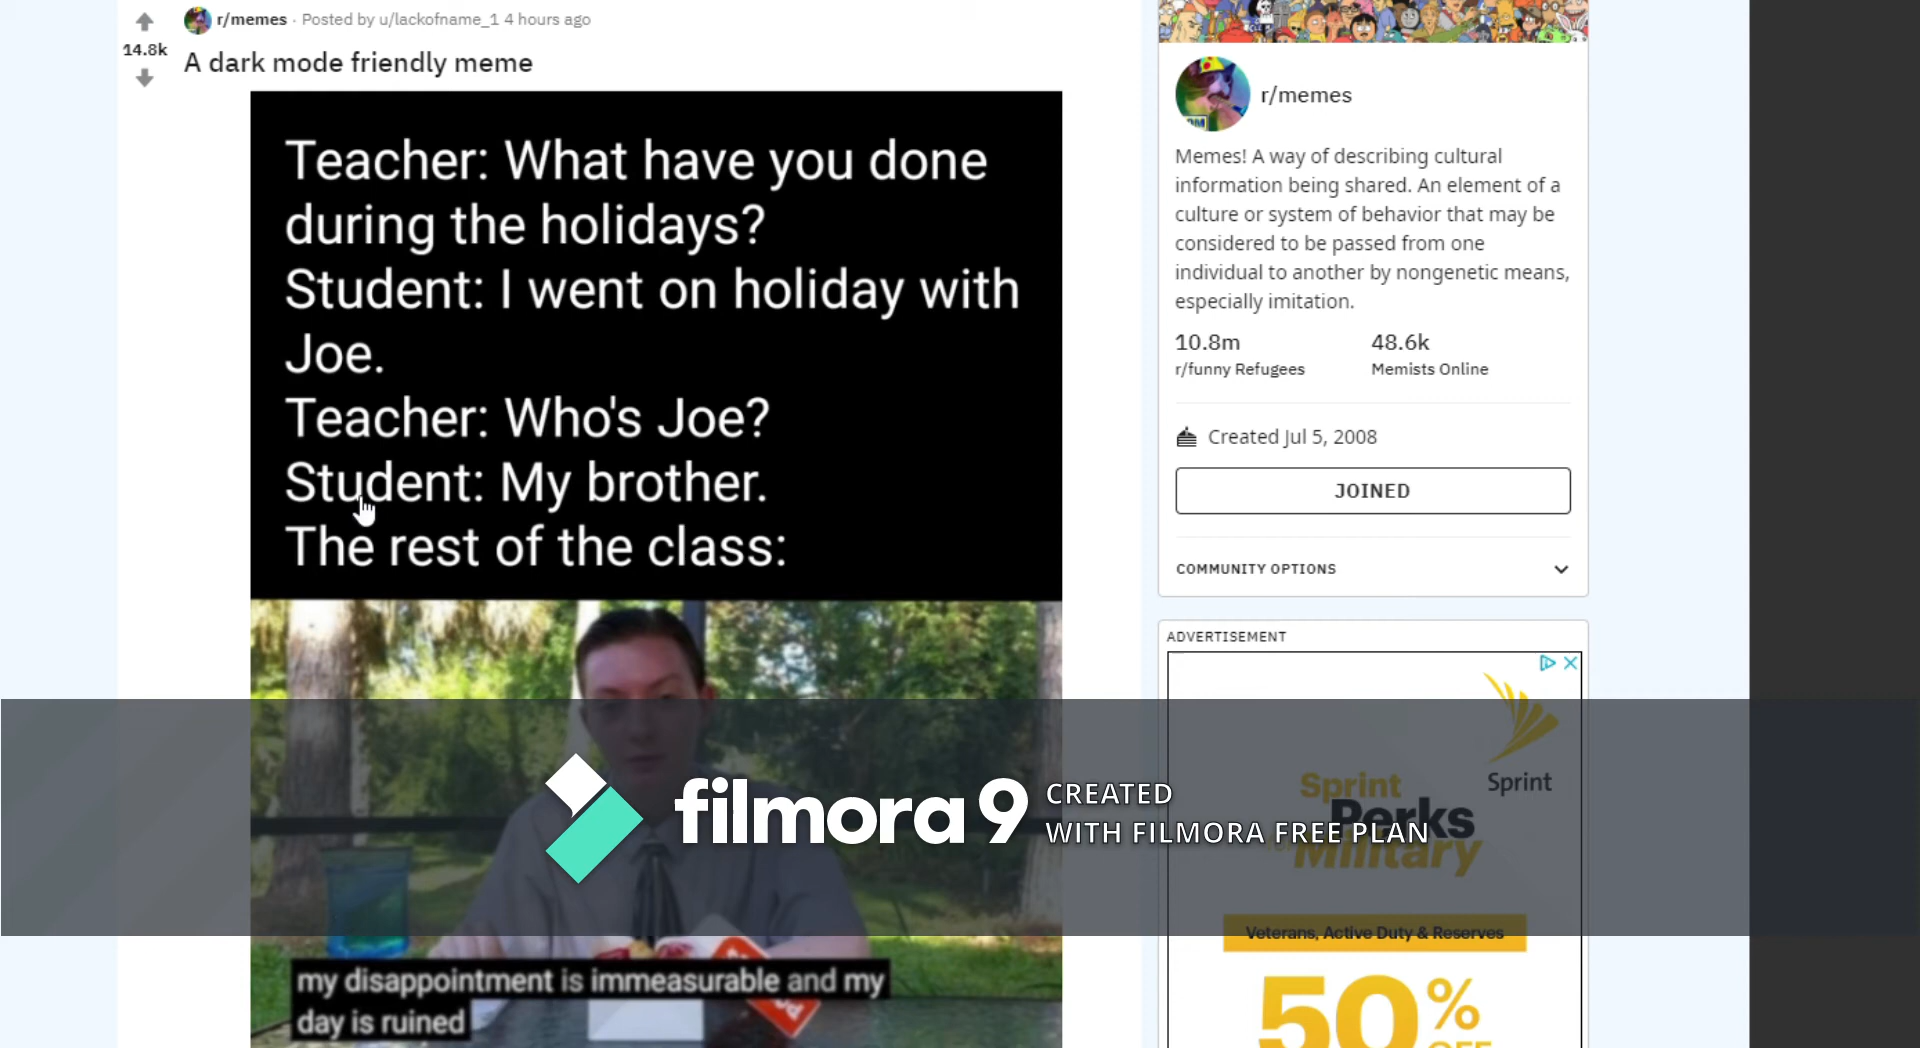 r/memes · Posted by u/lackofname_1 4 hours ago
14.8k
A dark mode friendly meme
Teacher: What have you done
during the holidays?
Student: I went on holiday with
Joe.
Teacher: Who's Joe?
Student: My brother.
The rest of the class:
my disappointment is immeasurable and my
day is ruined
r/memes
Memes! A way of describing cultural
information being shared. An element of a
culture or system of behavior that may be
considered to be passed from one
individual to another by nongenetic means,
especially imitation.
10.8m 48.6k
r/funny Refugees Memists Online
Created Jul 5, 2008
JOINED
COMMUNITY OPTIONS
ADVERTISEMENT
Sprint
Sprint
Perks
Military
Veterans, Active Duty & Reserves
50%
OFF
filmora9
CREATED
WITH FILMORA FREE PLAN